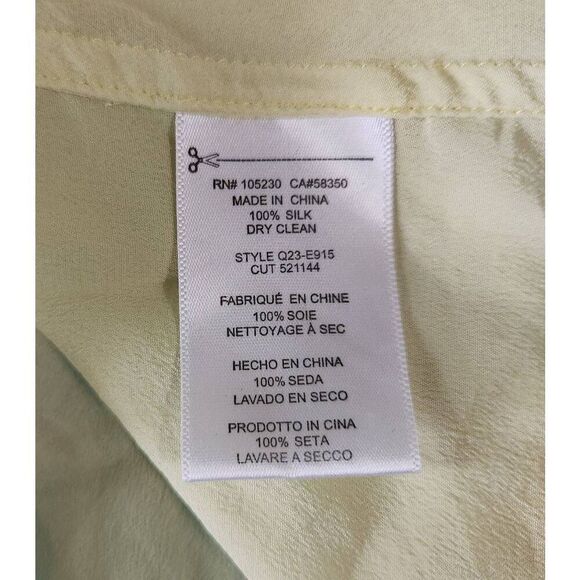 RN# 105230 CA#58350
MADE IN CHINA
100% SILK
DRY CLEAN
STYLE Q23-E915
CUT 521144
FABRIQUÉ EN CHINE
100% SOIE
NETTOYAGE À SEC
HECHO EN CHINA
100% SEDA
LAVADO EN SECO
PRODOTTO IN CINA
100% SETA
LAVARE A SECCO